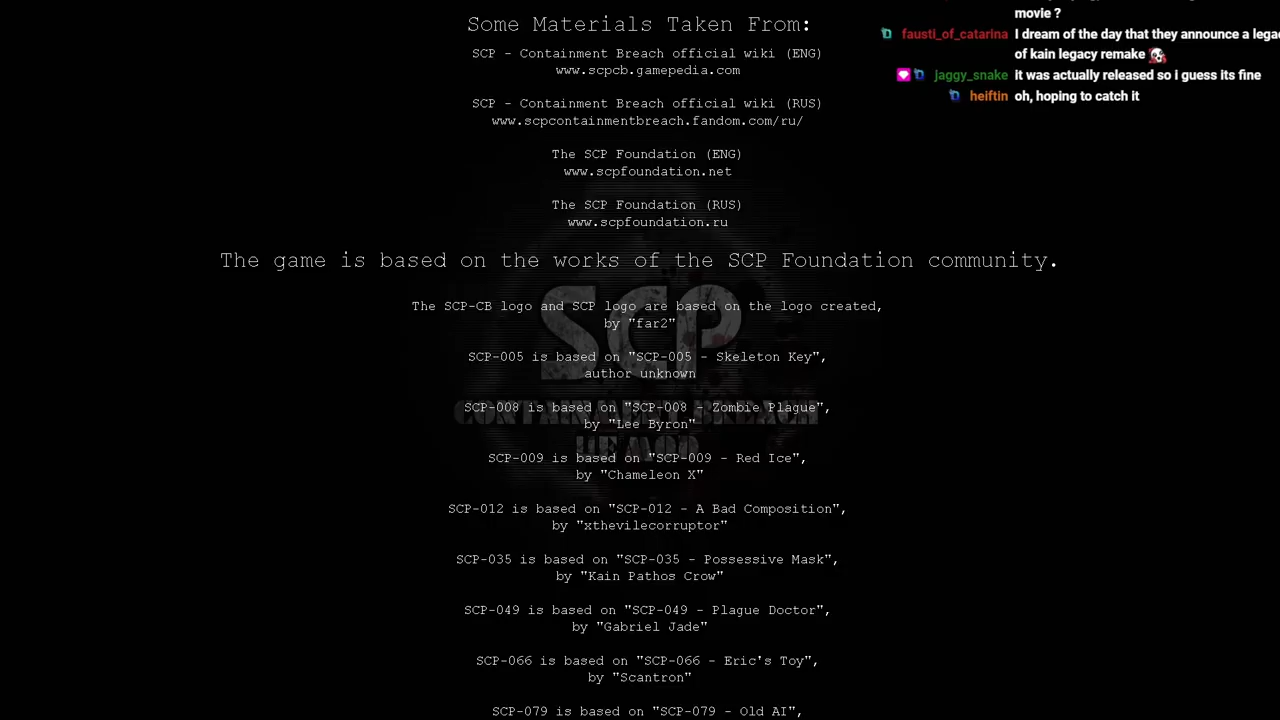 Some Materials Taken From:
SCP - Containment Breach official wiki (ENG)
www.scpcb.gamepedia.com
SCP - Containment Breach official wiki (RUS)
www.scpcontainmentbreach.fandom.com/ru/
The SCP Foundation (ENG)
www.scpfoundation.net
The SCP Foundation (RUS)
www.scpfoundation.ru
The game is based on the works of the SCP Foundation community.
The SCP-CB logo and SCP logo are based on the logo created,
by "far2"
SCP-005 is based on "SCP-005 - Skeleton Key",
author unknown
SCP-008 is based on "SCP-008 - Zombie Plague",
by "Lee Byron"
SCP-009 is based on "SCP-009 - Red Ice",
by "Chameleon X"
SCP-012 is based on "SCP-012 - A Bad Composition",
by "xthevilecorruptor"
SCP-035 is based on "SCP-035 - Possessive Mask",
by "Kain Pathos Crow"
SCP-049 is based on "SCP-049 - Plague Doctor",
by "Gabriel Jade"
SCP-066 is based on "SCP-066 - Eric's Toy",
by "Scantron"
SCP-079 is based on "SCP-079 - Old AI",
SCP
CONTAINMENT BREACH
UE MOD
movie ?
fausti_of_catarina I dream of the day that they announce a lega
of kain legacy remake
jaggy_snake it was actually released so i guess its fine
heiftin oh, hoping to catch it